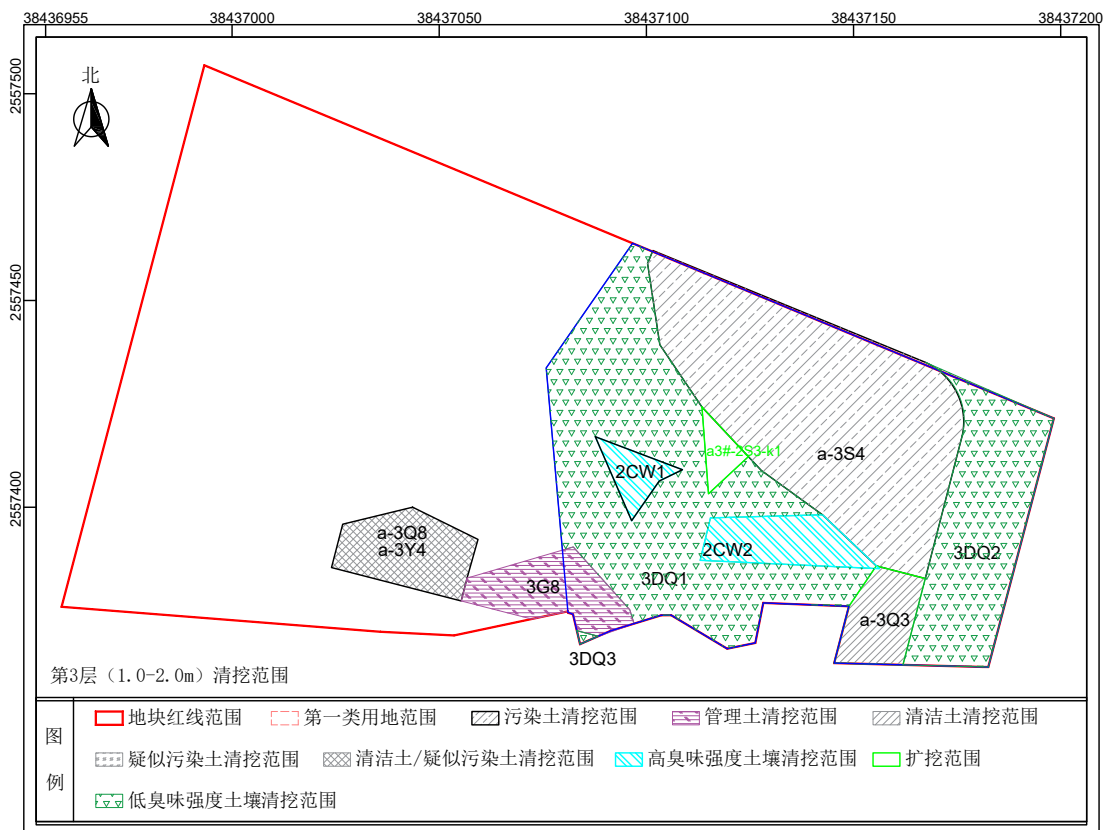 38436955 38437000 38437050 38437100 38437150 38437200
2557500
2557450
2557400
北
a3#-2S3-k1
a-3S4
2CW1
a-3Q8
a-3Y4
2CW2
3DQ2
3G8
3DQ1
a-3Q3
3DQ3
第3层（1.0-2.0m）清挖范围
图例
地块红线范围 第一类用地范围 污染土清挖范围 管理土清挖范围 清洁土清挖范围
疑似污染土清挖范围 清洁土/疑似污染土清挖范围 高臭味强度土壤清挖范围 扩挖范围
低臭味强度土壤清挖范围